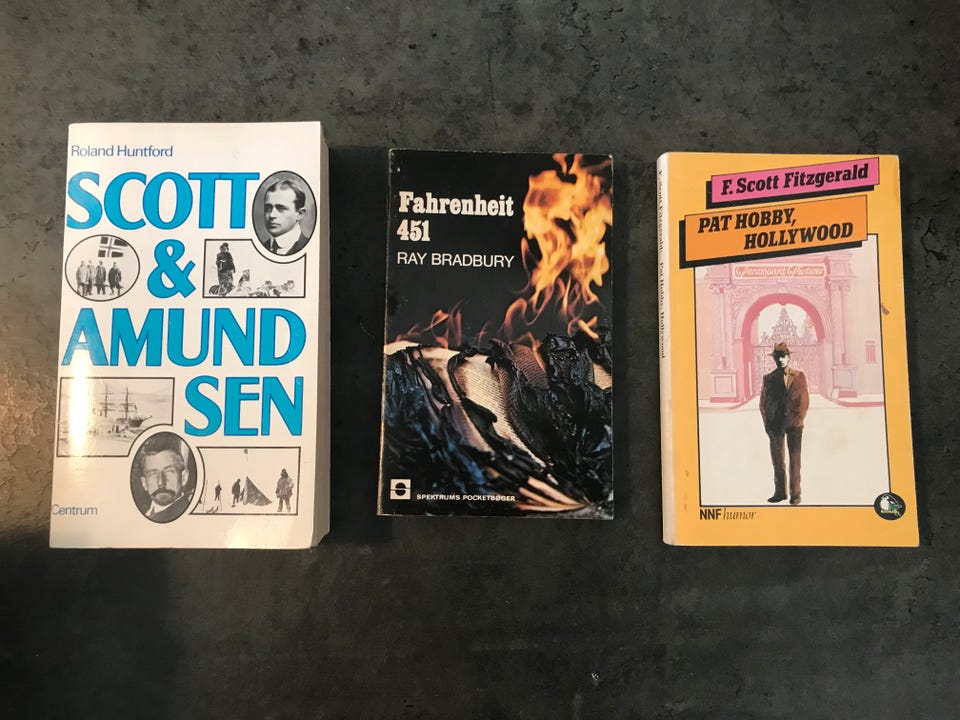 Roland Huntford
SCOTT
&
AMUND
SEN
Centrum
Fahrenheit
451
RAY BRADBURY
SPEKTRUMS POCKETBØGER
F. Scott Fitzgerald Pat Hobby, Hollywood
F. Scott Fitzgerald
PAT HOBBY,
HOLLYWOOD
Paramount Pictures
NNF humor